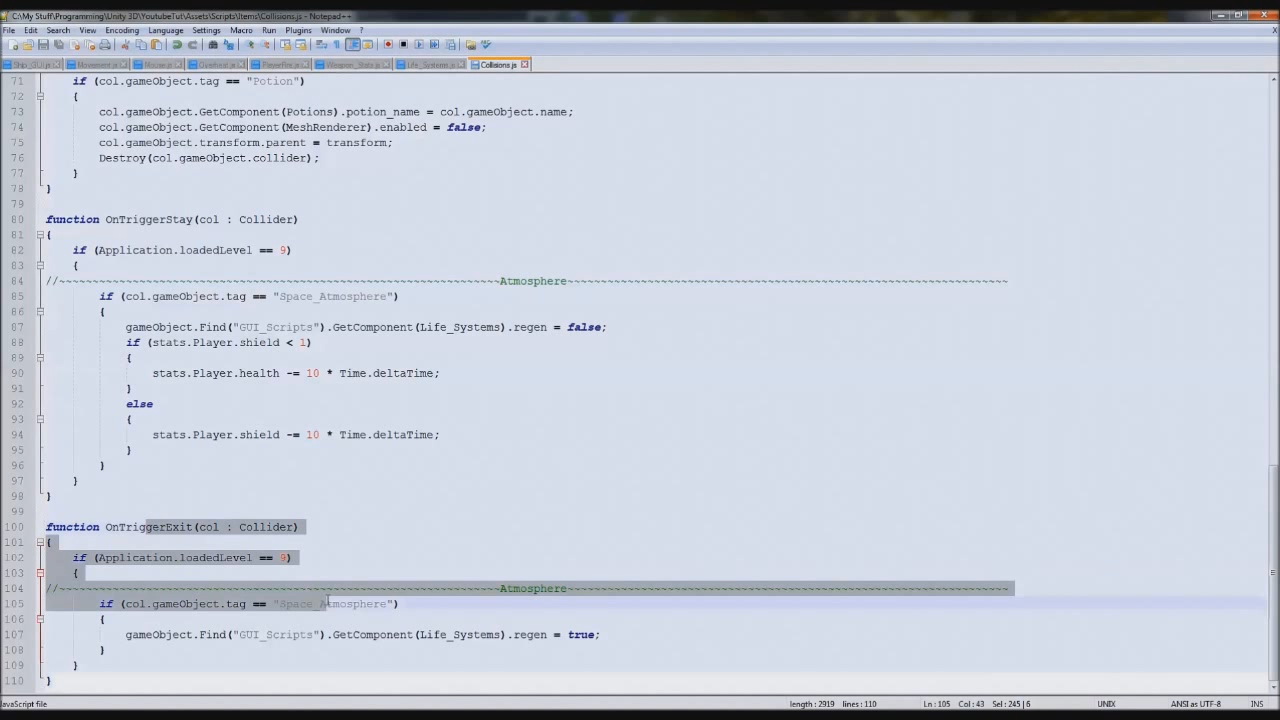 C:\My Stuff\Programming\Unity 3D\YoutubeTut\Assets\Scripts\Items\Collisions.js - Notepad++
File Edit Search View Encoding Language Settings Macro Run Plugins Window ? X
Ship_GUI.js Movement.js Mouse.js Overheat.js PlayerFire.js Weapon_Stats.js Life_Systems.js Collisions.js
71 if (col.gameObject.tag == "Potion")
72 {
73 col.gameObject.GetComponent(Potions).potion_name = col.gameObject.name;
74 col.gameObject.GetComponent(MeshRenderer).enabled = false;
75 col.gameObject.transform.parent = transform;
76 Destroy(col.gameObject.collider);
77 }
78 }
79
80 function OnTriggerStay(col : Collider)
81 {
82 if (Application.loadedLevel == 9)
83 {
84 //~~~~~~~~~~~~~~~~~~~~~~~~~~~~~~~~~~~~~~~~~~~~~~~~~~~~~~~~~~~~~~~~~~Atmosphere~~~~~~~~~~~~~~~~~~~~~~~~~~~~~~~~~~~~~~~~~~~~~~~~~~~~~~~~~~~~~~~~~~
85 if (col.gameObject.tag == "Space_Atmosphere")
86 {
87 gameObject.Find("GUI_Scripts").GetComponent(Life_Systems).regen = false;
88 if (stats.Player.shield < 1)
89 {
90 stats.Player.health -= 10 * Time.deltaTime;
91 }
92 else
93 {
94 stats.Player.shield -= 10 * Time.deltaTime;
95 }
96 }
97 }
98 }
99
100 function OnTriggerExit(col : Collider)
101 {
102 if (Application.loadedLevel == 9)
103 {
104 //~~~~~~~~~~~~~~~~~~~~~~~~~~~~~~~~~~~~~~~~~~~~~~~~~~~~~~~~~~~~~~~~~~Atmosphere~~~~~~~~~~~~~~~~~~~~~~~~~~~~~~~~~~~~~~~~~~~~~~~~~~~~~~~~~~~~~~~~~~
105 if (col.gameObject.tag == "Space_Atmosphere")
106 {
107 gameObject.Find("GUI_Scripts").GetComponent(Life_Systems).regen = true;
108 }
109 }
110 }
JavaScript file length : 2919 lines : 110 Ln : 105 Col : 43 Sel : 245 | 6 UNIX ANSI as UTF-8 INS